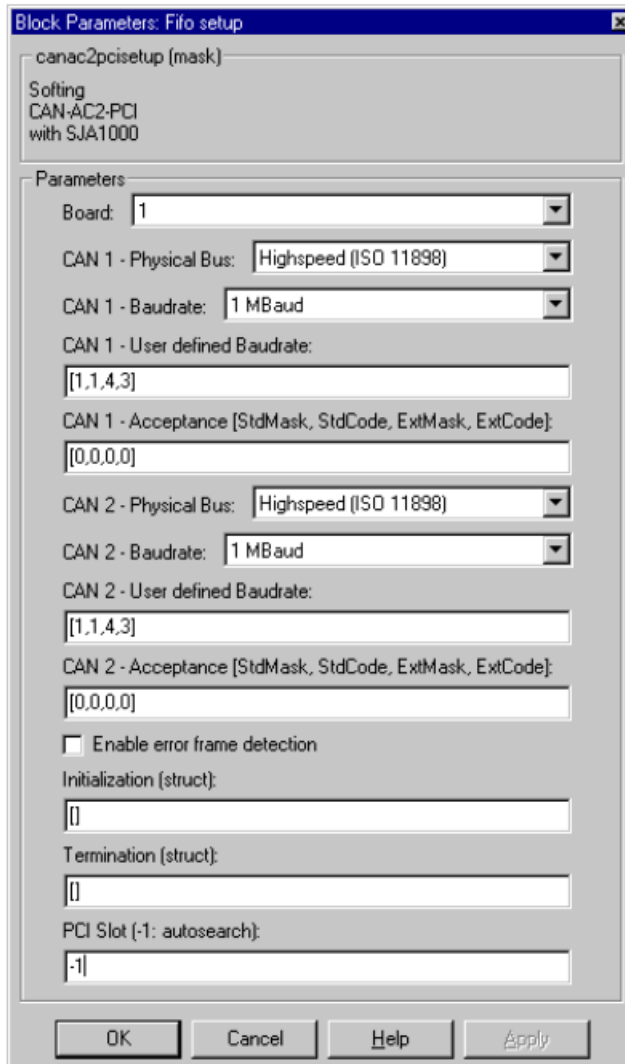 Block Parameters: Fifo setup
canac2pcisetup (mask)
Softing
CAN-AC2-PCI
with SJA1000
Parameters
Board: 1
CAN 1 - Physical Bus: Highspeed (ISO 11898)
CAN 1 - Baudrate: 1 MBaud
CAN 1 - User defined Baudrate:
[1,1,4,3]
CAN 1 - Acceptance [StdMask, StdCode, ExtMask, ExtCode]:
[0,0,0,0]
CAN 2 - Physical Bus: Highspeed (ISO 11898)
CAN 2 - Baudrate: 1 MBaud
CAN 2 - User defined Baudrate:
[1,1,4,3]
CAN 2 - Acceptance [StdMask, StdCode, ExtMask, ExtCode]:
[0,0,0,0]
Enable error frame detection
Initialization (struct):
[]
Termination (struct):
[]
PCI Slot (-1: autosearch):
-1
OK Cancel Help Apply